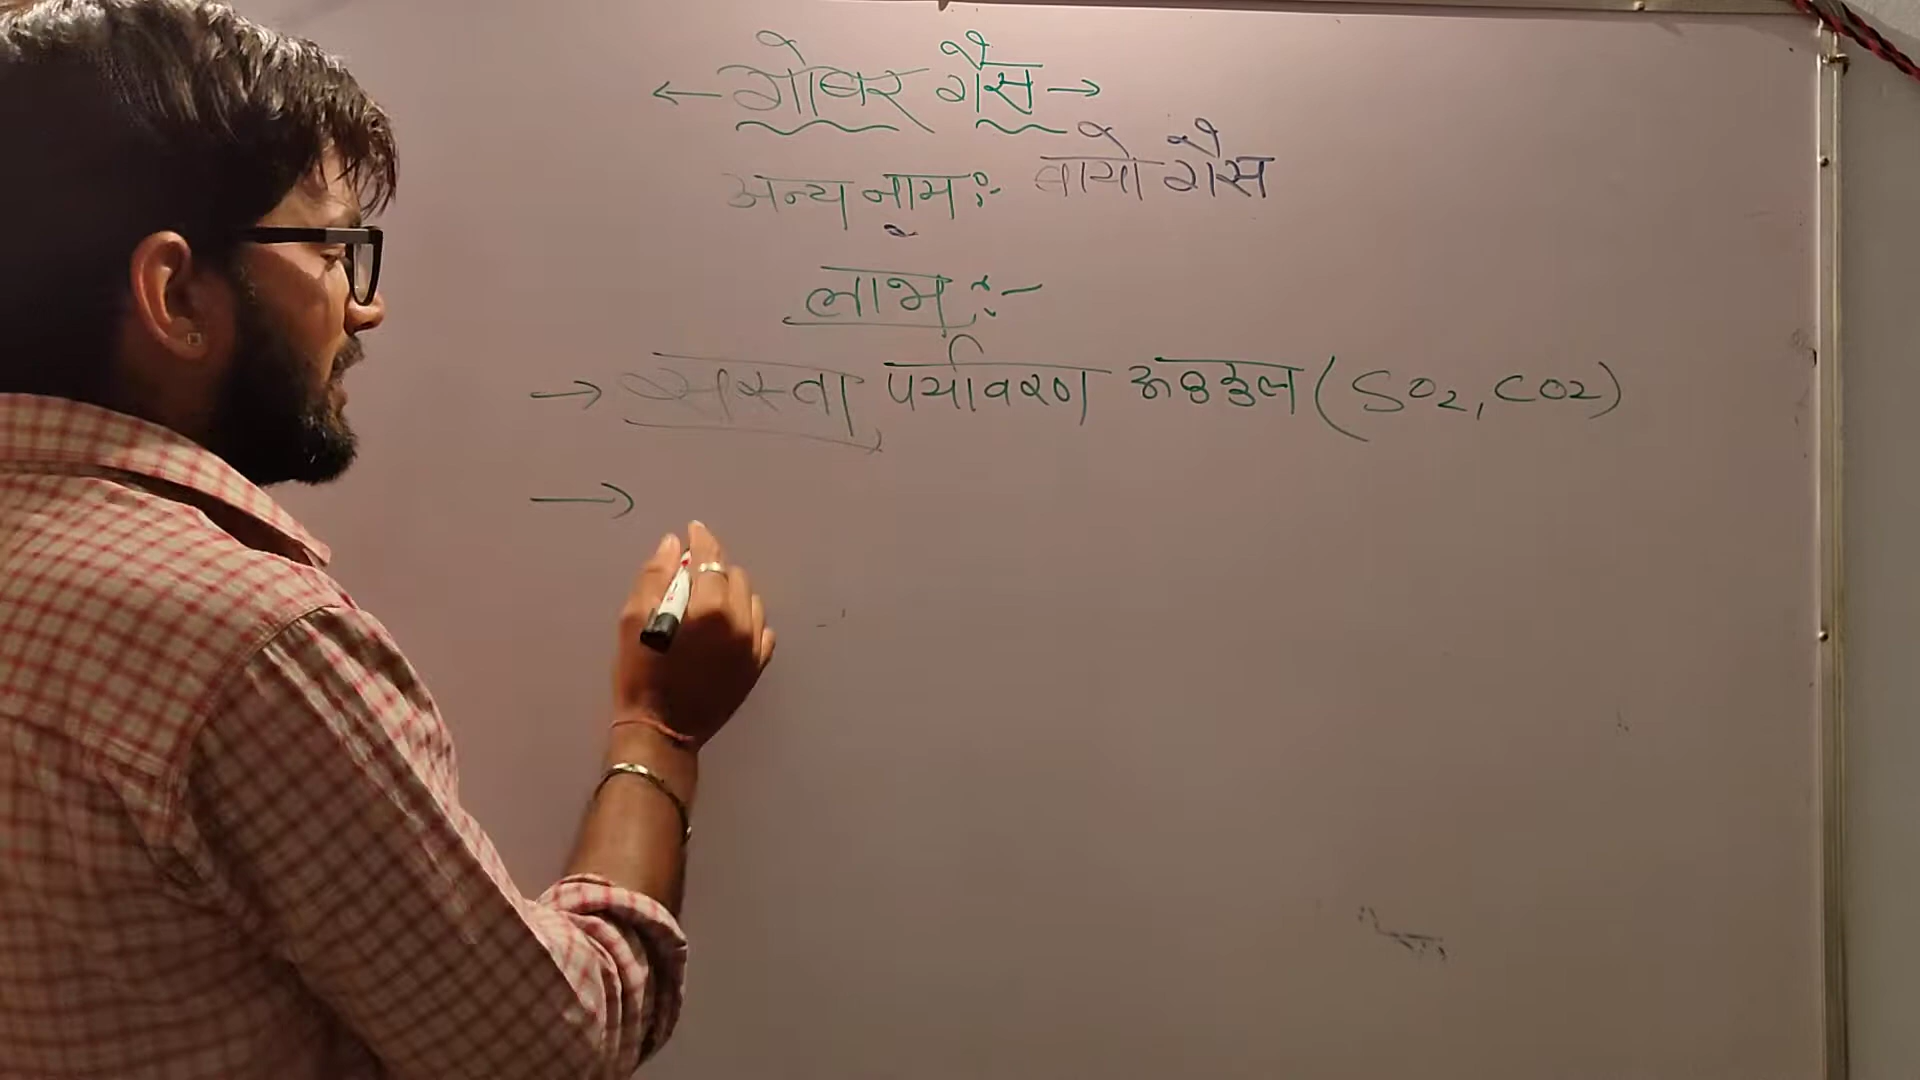 ← गोबर गैस →
अन्य नाम :- बायो गैस
लाभ :-
→ सस्ता पर्यावरण अनुकुल (SO2, CO2)
→